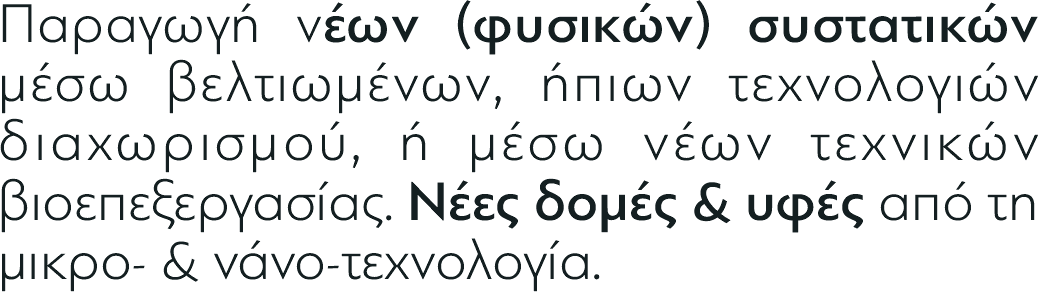 Παραγωγή νέων (φυσικών) συστατικών
μέσω βελτιωμένων, ήπιων τεχνολογιών
διαχωρισμού, ή μέσω νέων τεχνικών
βιοεπεξεργασίας. Νέες δομές & υφές από τη
μικρο- & νάνο-τεχνολογία.